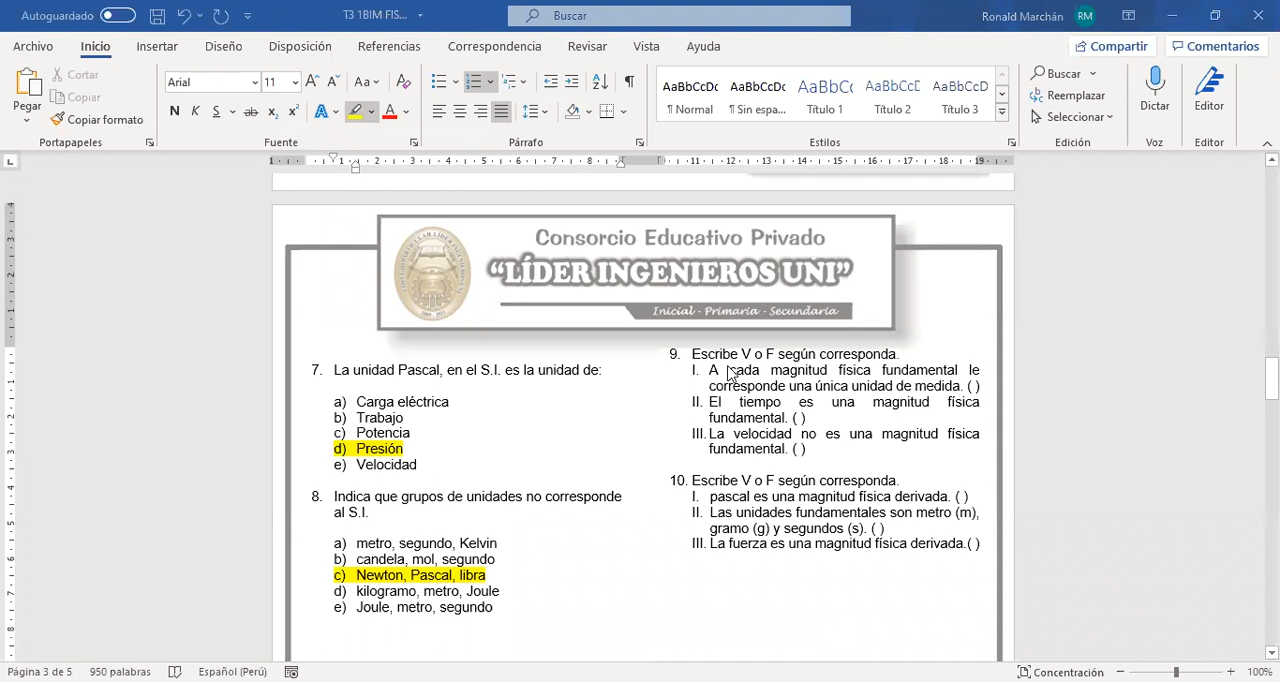 Autoguardado
T3 1BIM FIS...
Buscar
Ronald Marchán
RM
Archivo
Inicio
Insertar
Diseño
Disposición
Referencias
Correspondencia
Revisar
Vista
Ayuda
Compartir
Comentarios
Pegar
Cortar
Copiar
Copiar formato
Portapapeles
Arial
11
Fuente
Párrafo
AaBbCcDc
¶ Normal
AaBbCcDc
¶ Sin espa...
AaBbCc
Título 1
AaBbCcD
Título 2
AaBbCcD
Título 3
Estilos
Buscar
Reemplazar
Seleccionar
Edición
Dictar
Voz
Editor
Editor
Consorcio Educativo Privado
“LÍDER INGENIEROS UNI”
Inicial - Primaria - Secundaria
7. La unidad Pascal, en el S.I. es la unidad de:
a) Carga eléctrica
b) Trabajo
c) Potencia
d) Presión
e) Velocidad
8. Indica que grupos de unidades no corresponde
al S.I.
a) metro, segundo, Kelvin
b) candela, mol, segundo
c) Newton, Pascal, libra
d) kilogramo, metro, Joule
e) Joule, metro, segundo
9. Escribe V o F según corresponda.
I. A cada magnitud física fundamental le
corresponde una única unidad de medida. ( )
II. El tiempo es una magnitud física
fundamental. ( )
III. La velocidad no es una magnitud física
fundamental. ( )
10. Escribe V o F según corresponda.
I. pascal es una magnitud física derivada. ( )
II. Las unidades fundamentales son metro (m),
gramo (g) y segundos (s). ( )
III. La fuerza es una magnitud física derivada.( )
Página 3 de 5
950 palabras
Español (Perú)
Concentración
100%